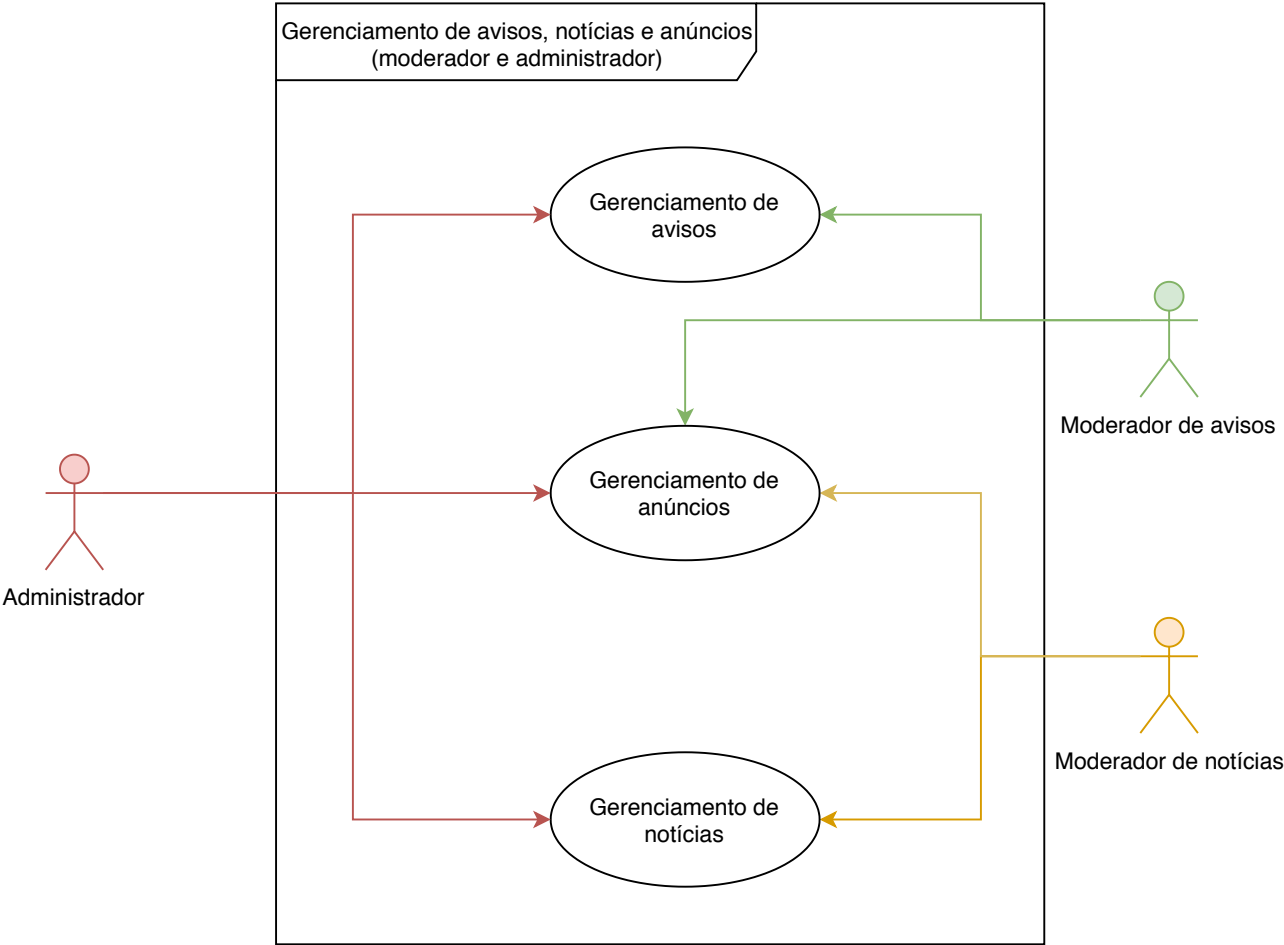 Gerenciamento de avisos, notícias e anúncios
(moderador e administrador)
Gerenciamento de
avisos
Moderador de avisos
Gerenciamento de
anúncios
Administrador
Moderador de notícias
Gerenciamento de
notícias